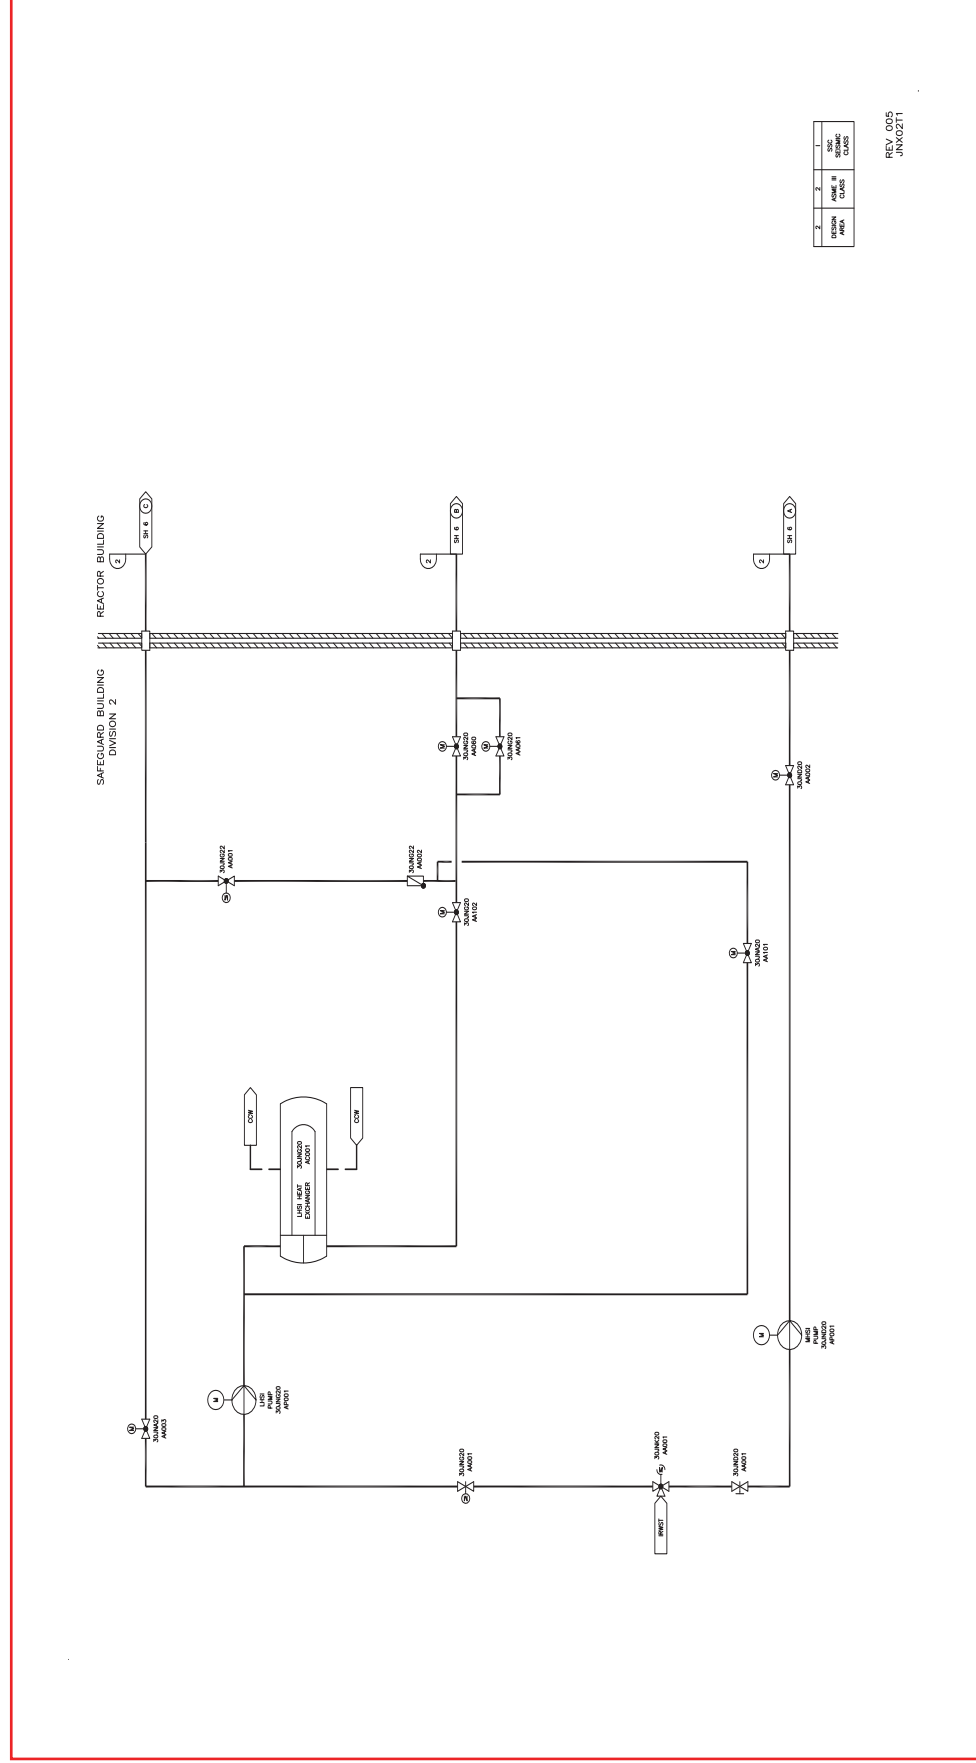 SAFEGUARD BUILDING
DIVISION 2
REACTOR BUILDING
2
SH 6
C
M
30JNA20
AA003
30JNG22
AA001
30JNG22
AA002
CCW
CCW
LHSI HEAT
EXCHANGER
30JNG20
AC001
M
LHSI
PUMP
30JNG20
AP001
M
30JNG20
AA102
M
30JNG20
AA060
M
30JNG20
AA061
2
SH 6
B
30JNG20
AA001
IRWST
30JNK20
AA001
M
30JNA20
AA101
30JND20
AA001
M
MHSI
PUMP
30JND20
AP001
M
30JND20
AA002
2
SH 6
A
2
DESIGN
AREA
2
ASME III
CLASS
I
SSC
SEISMIC
CLASS
REV 005
JNX02T1